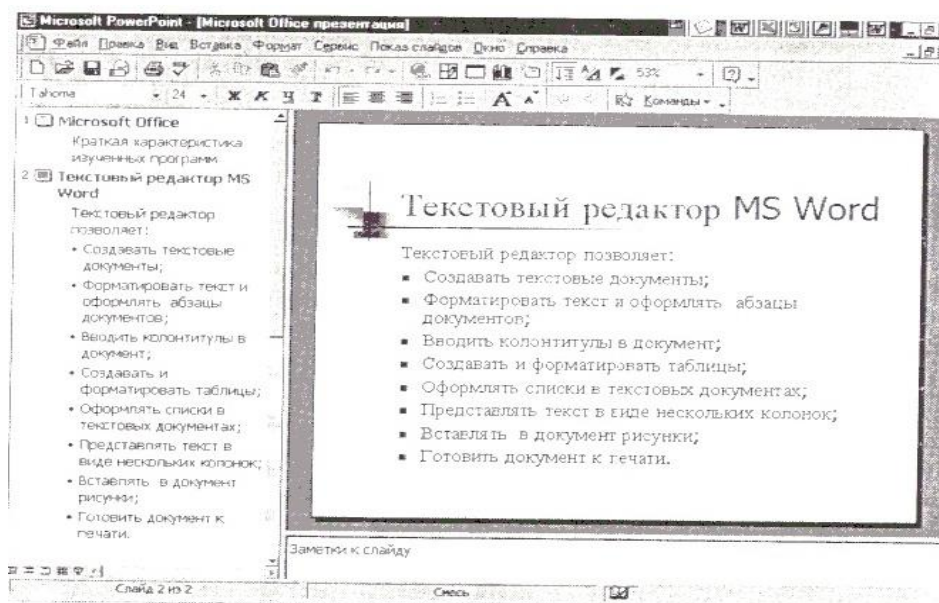 Microsoft PowerPoint - [Microsoft Office презентация]
Файл Правка Вид Вставка Формат Сервис Показ слайдов Окно Справка
53%
Tahoma 24 Ж К Ч Команды
1 Microsoft Office
Краткая характеристика
изученных программ
2 Текстовый редактор MS
Word
Текстовый редактор
позволяет:
• Создавать текстовые
документы;
• Форматировать текст и
оформлять абзацы
документов;
• Вводить колонтитулы в
документ;
• Создавать и
форматировать таблицы;
• Оформлять списки в
текстовых документах;
• Представлять текст в
виде нескольких колонок;
• Вставлять в документ
рисунки;
• Готовить документ к
печати.
Текстовый редактор MS Word
Текстовый редактор позволяет:
▪ Создавать текстовые документы;
▪ Форматировать текст и оформлять абзацы
документов;
▪ Вводить колонтитулы в документ;
▪ Создавать и форматировать таблицы;
▪ Оформлять списки в текстовых документах;
▪ Представлять текст в виде нескольких колонок;
▪ Вставлять в документ рисунки;
▪ Готовить документ к печати.
Заметки к слайду
Слайд 2 из 2
Смесь